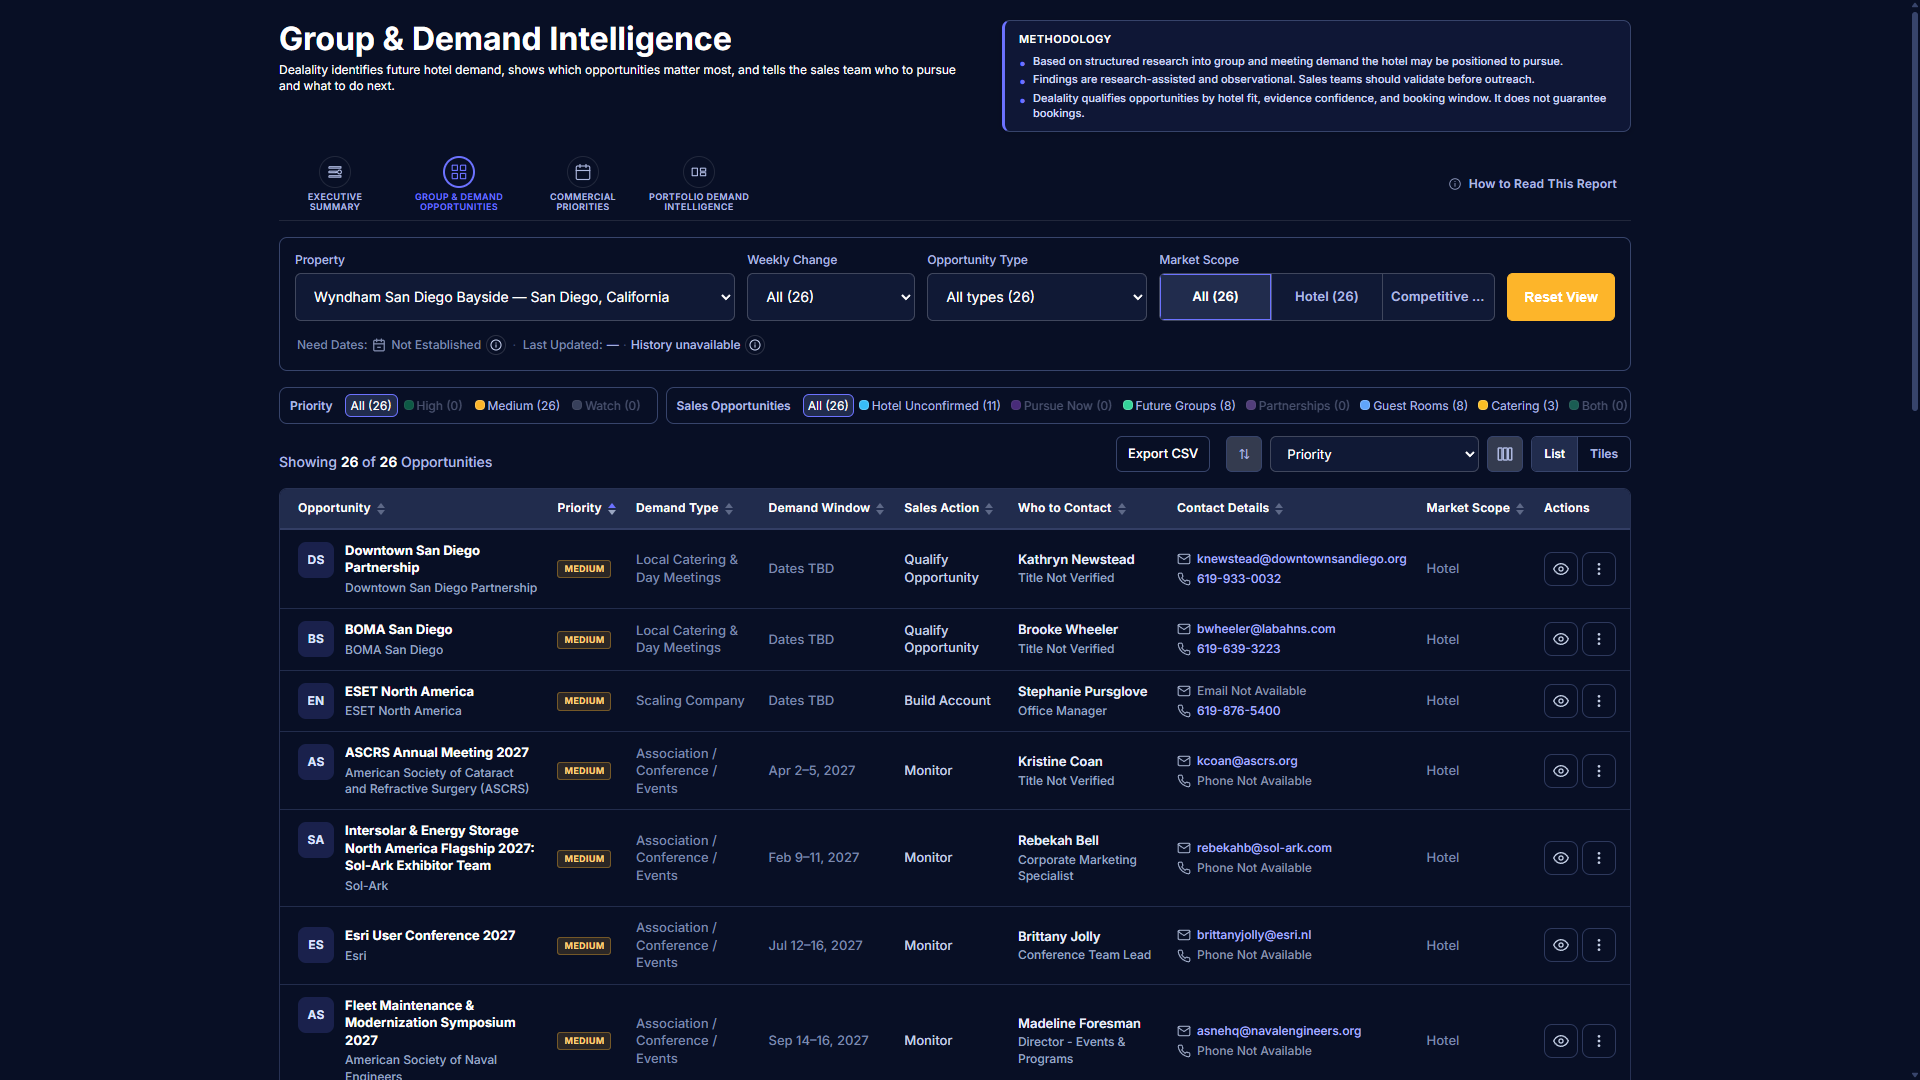 Group & Demand Intelligence
Dealality identifies future hotel demand, shows which opportunities matter most, and tells the sales team who to pursue
and what to do next.
METHODOLOGY
Based on structured research into group and meeting demand the hotel may be positioned to pursue.
Findings are research-assisted and observational. Sales teams should validate before outreach.
Dealality qualifies opportunities by hotel fit, evidence confidence, and booking window. It does not guarantee
bookings.
EXECUTIVE
SUMMARY
GROUP & DEMAND
OPPORTUNITIES
COMMERCIAL
PRIORITIES
PORTFOLIO DEMAND
INTELLIGENCE
How to Read This Report
Property
Weekly Change
Opportunity Type
Market Scope
Wyndham San Diego Bayside — San Diego, California
All (26)
All types (26)
All (26)
Hotel (26)
Competitive ...
Reset View
Need Dates: Not Established · Last Updated: — · History unavailable
Priority All (26) High (0) Medium (26) Watch (0)
Sales Opportunities All (26) Hotel Unconfirmed (11) Pursue Now (0) Future Groups (8) Partnerships (0) Guest Rooms (8) Catering (3) Both (0)
Showing 26 of 26 Opportunities
Export CSV
Priority
List
Tiles
Opportunity Priority Demand Type Demand Window Sales Action Who to Contact Contact Details Market Scope Actions
DS
Downtown San Diego
Partnership
Downtown San Diego Partnership
MEDIUM
Local Catering &
Day Meetings
Dates TBD
Qualify
Opportunity
Kathryn Newstead
Title Not Verified
knewstead@downtownsandiego.org
619-933-0032
Hotel
BS
BOMA San Diego
BOMA San Diego
MEDIUM
Local Catering &
Day Meetings
Dates TBD
Qualify
Opportunity
Brooke Wheeler
Title Not Verified
bwheeler@labahns.com
619-639-3223
Hotel
EN
ESET North America
ESET North America
MEDIUM
Scaling Company
Dates TBD
Build Account
Stephanie Pursglove
Office Manager
Email Not Available
619-876-5400
Hotel
AS
ASCRS Annual Meeting 2027
American Society of Cataract
and Refractive Surgery (ASCRS)
MEDIUM
Association /
Conference /
Events
Apr 2–5, 2027
Monitor
Kristine Coan
Title Not Verified
kcoan@ascrs.org
Phone Not Available
Hotel
SA
Intersolar & Energy Storage
North America Flagship 2027:
Sol-Ark Exhibitor Team
Sol-Ark
MEDIUM
Association /
Conference /
Events
Feb 9–11, 2027
Monitor
Rebekah Bell
Corporate Marketing
Specialist
rebekahb@sol-ark.com
Phone Not Available
Hotel
ES
Esri User Conference 2027
Esri
MEDIUM
Association /
Conference /
Events
Jul 12–16, 2027
Monitor
Brittany Jolly
Conference Team Lead
brittanyjolly@esri.nl
Phone Not Available
Hotel
AS
Fleet Maintenance &
Modernization Symposium
2027
American Society of Naval
Engineers
MEDIUM
Association /
Conference /
Events
Sep 14–16, 2027
Monitor
Madeline Foresman
Director - Events &
Programs
asnehq@navalengineers.org
Phone Not Available
Hotel